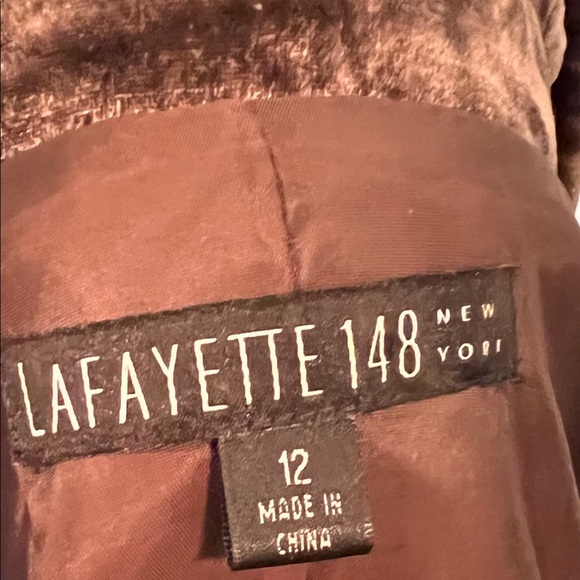 LAFAYETTE 148 NEW YORK
12
MADE IN
CHINA